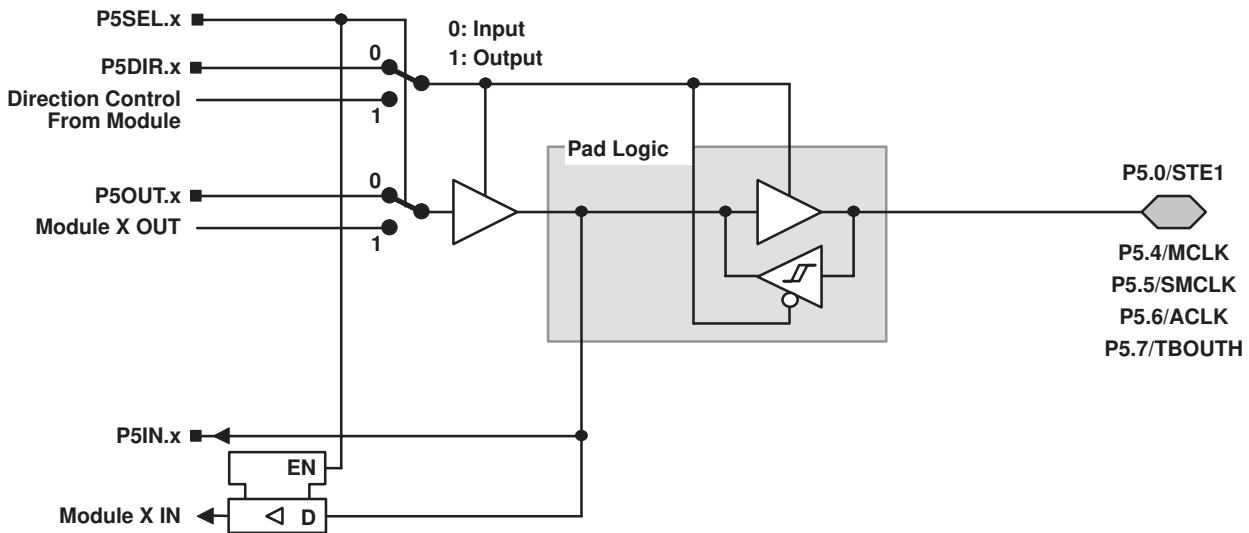 P5SEL.x
0: Input
1: Output
0
P5DIR.x
Direction Control
From Module
1
Pad Logic
P5.0/STE1
0
P5OUT.x
Module X OUT
1
P5.4/MCLK
P5.5/SMCLK
P5.6/ACLK
P5.7/TBOUTH
P5IN.x
EN
Module X IN
D